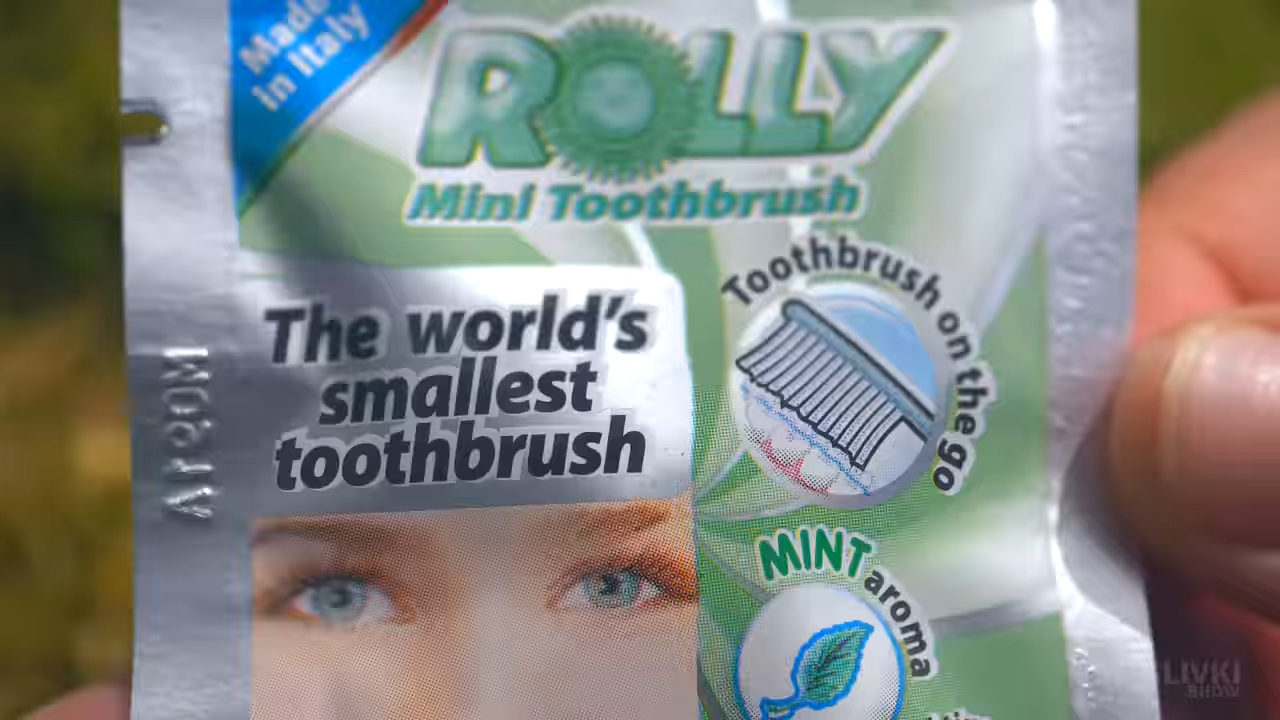 Made
in Italy
ROLLY
Mini Toothbrush
The world's
smallest
toothbrush
Toothbrush on the go
MINT aroma
LIVKI
SHOW